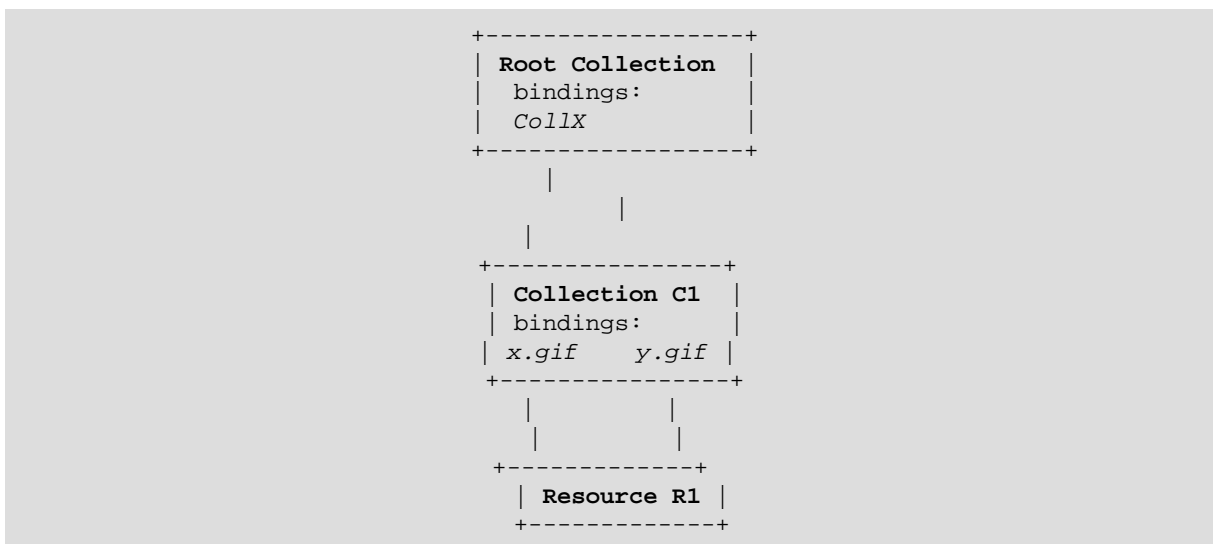 +------------------+
| Root Collection |
| bindings: |
| CollX |
+------------------+
|
|
|
+----------------+
| Collection C1 |
| bindings: |
| x.gif y.gif |
+----------------+
| |
| |
+-------------+
| Resource R1 |
+-------------+